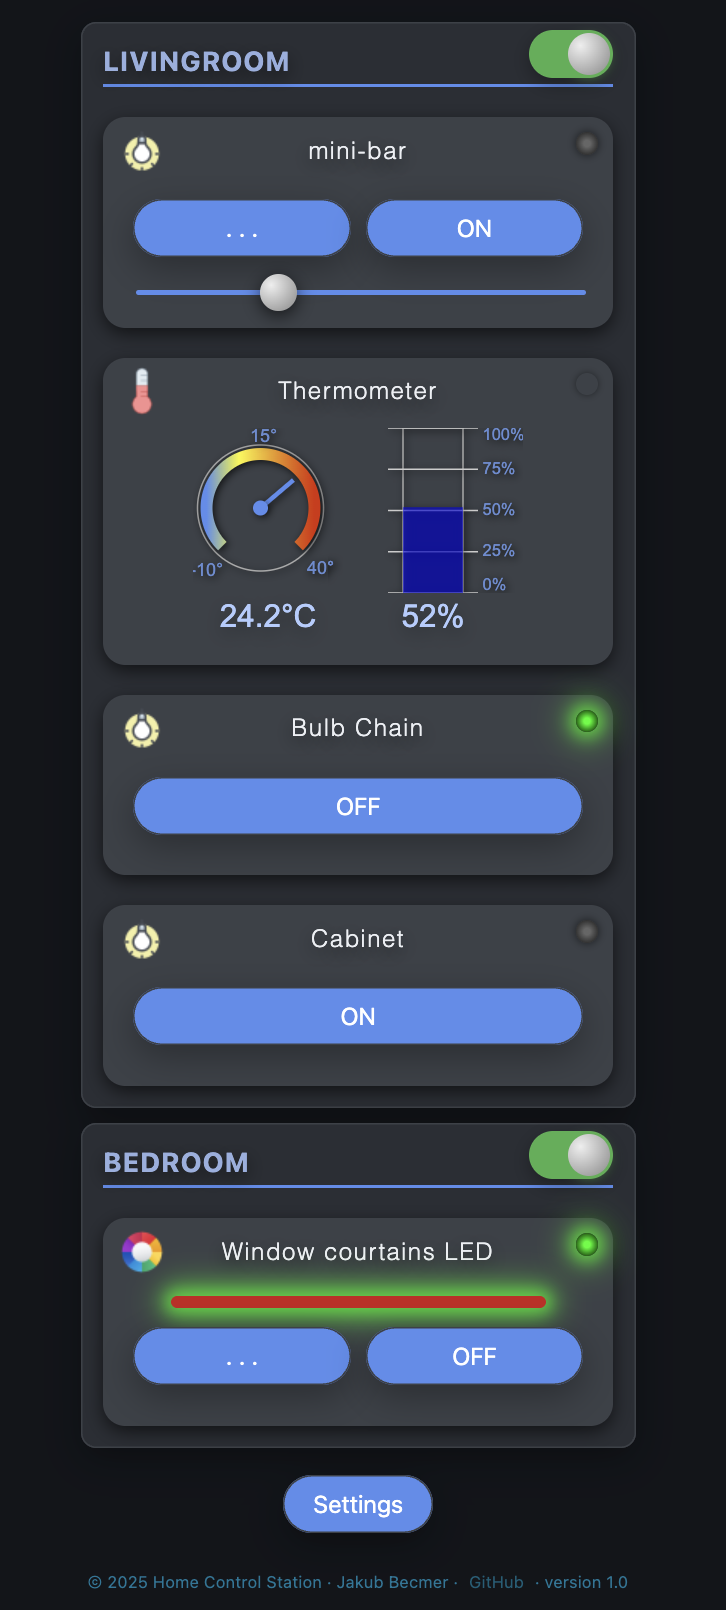 LIVINGROOM
mini-bar
... ON
Thermometer
15°
-10° 40°
24.2°C
100%
75%
50%
25%
0%
52%
Bulb Chain
OFF
Cabinet
ON
BEDROOM
Window courtains LED
... OFF
Settings
© 2025 Home Control Station · Jakub Becmer · GitHub · version 1.0